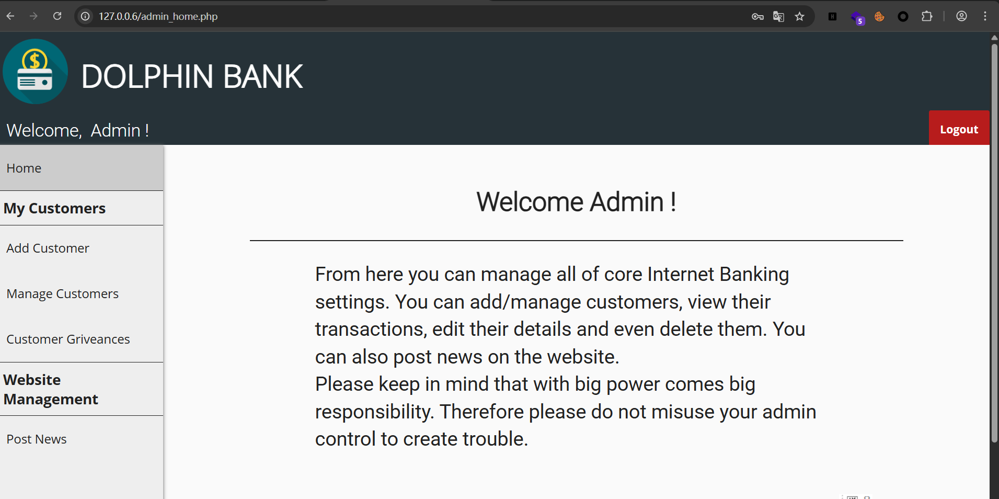 127.0.0.6/admin_home.php
5
DOLPHIN BANK
Welcome, Admin !
Logout
Home
My Customers
Add Customer
Manage Customers
Customer Griveances
Website
Management
Post News
Welcome Admin !
From here you can manage all of core Internet Banking
settings. You can add/manage customers, view their
transactions, edit their details and even delete them. You
can also post news on the website.
Please keep in mind that with big power comes big
responsibility. Therefore please do not misuse your admin
control to create trouble.